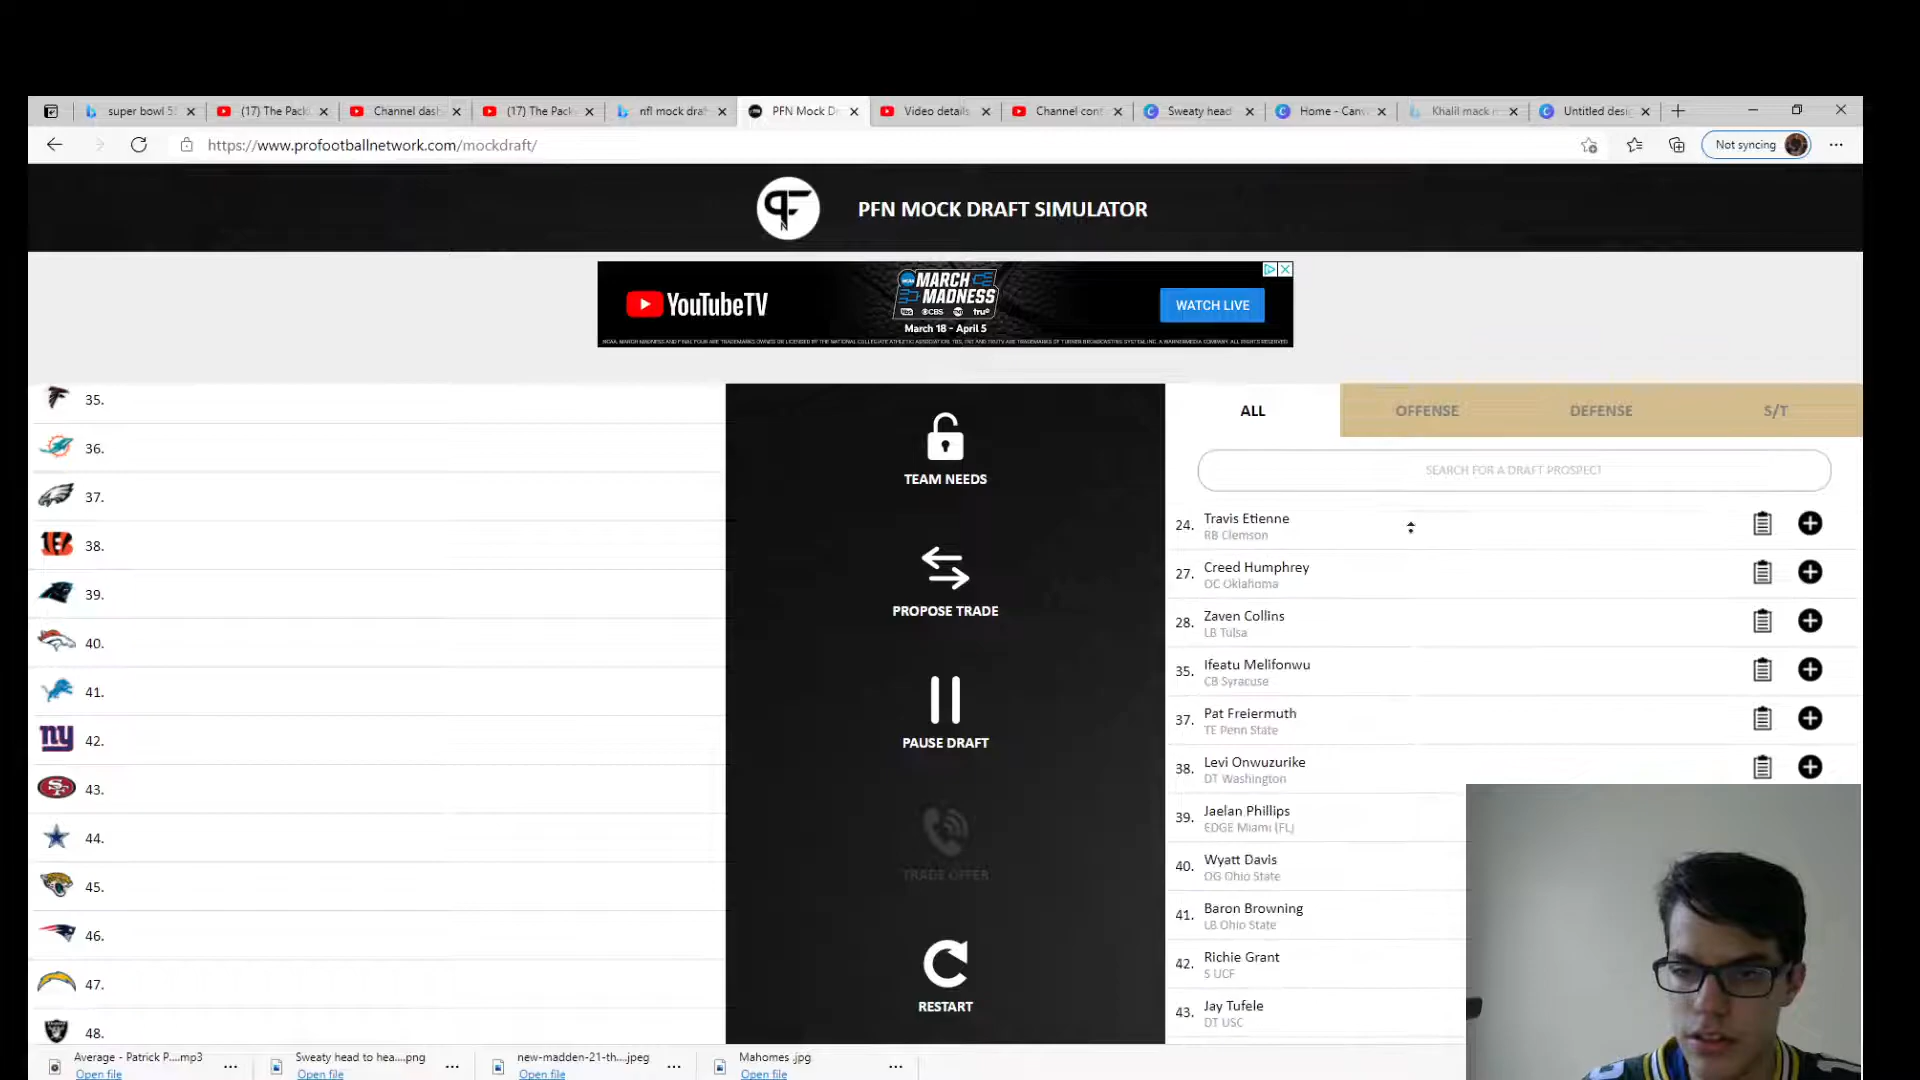 super bowl 5
(17) The Pack
Channel das
(17) The Pack
nfl mock dra
PFN Mock Dr
Video details
Channel cont
Sweaty head
Home - Canv
Khalil mack
Untitled desi
https://www.profootballnetwork.com/mockdraft/
Not syncing
PFN MOCK DRAFT SIMULATOR
YouTubeTV
MARCH MADNESS
CBS
March 18 - April 5
WATCH LIVE
35.
36.
37.
38.
39.
40.
41.
42.
43.
44.
45.
46.
47.
48.
TEAM NEEDS
PROPOSE TRADE
PAUSE DRAFT
TRADE OFFER
RESTART
ALL
OFFENSE
DEFENSE
S/T
SEARCH FOR A DRAFT PROSPECT
24. Travis Etienne
RB Clemson
27. Creed Humphrey
OC Oklahoma
28. Zaven Collins
LB Tulsa
35. Ifeatu Melifonwu
CB Syracuse
37. Pat Freiermuth
TE Penn State
38. Levi Onwuzurike
DT Washington
39. Jaelan Phillips
EDGE Miami (FL)
40. Wyatt Davis
OG Ohio State
41. Baron Browning
LB Ohio State
42. Richie Grant
S UCF
43. Jay Tufele
DT USC
Average - Patrick P....mp3
Open file
Sweaty head to hea....png
Open file
new-madden-21-th....jpeg
Open file
Mahomes.jpg
Open file